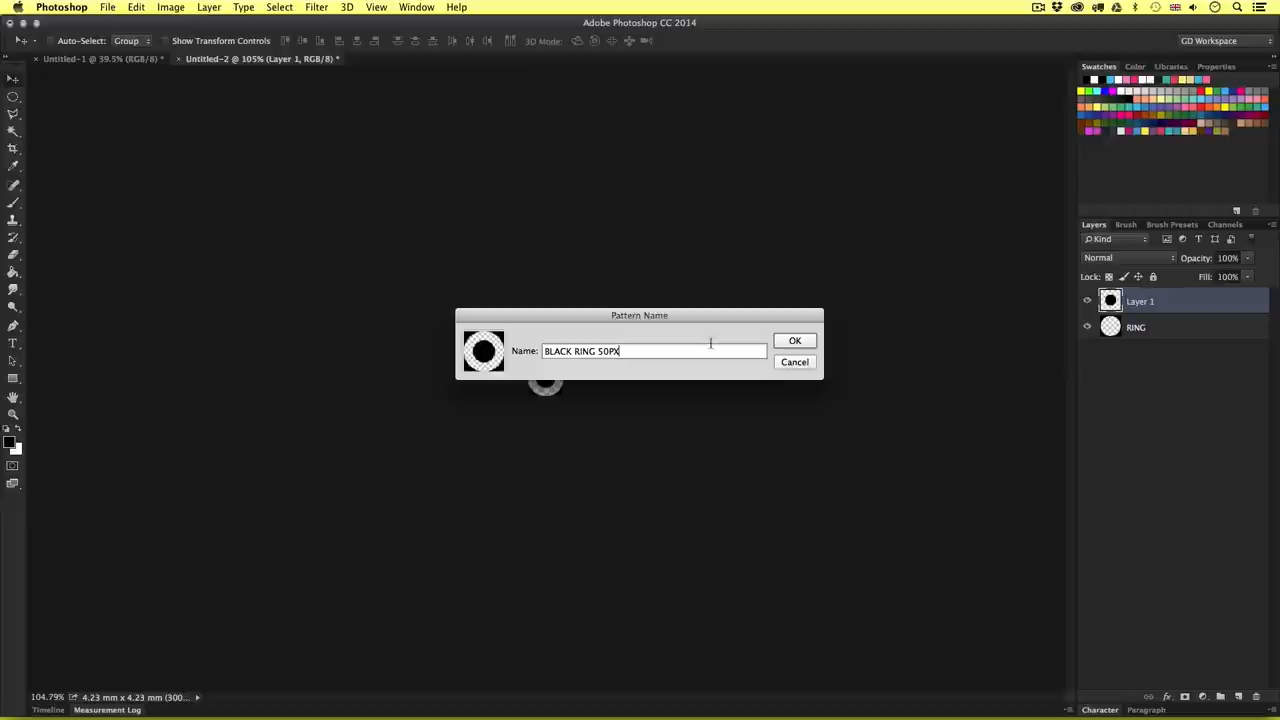 Photoshop File Edit Image Layer Type Select Filter 3D View Window Help
Adobe Photoshop CC 2014
Auto-Select: Group Show Transform Controls 3D Mode: GD Workspace
Untitled-1 @ 39.5% (RGB/8) * Untitled-2 @ 105% (Layer 1, RGB/8) *
Swatches Color Libraries Properties
Layers Brush Brush Presets Channels
Kind
Normal Opacity: 100%
Lock: Fill: 100%
Layer 1
RING
Pattern Name
Name: BLACK RING 50PX
OK
Cancel
104.79% 4.23 mm x 4.23 mm (300...
Timeline Measurement Log
Character Paragraph